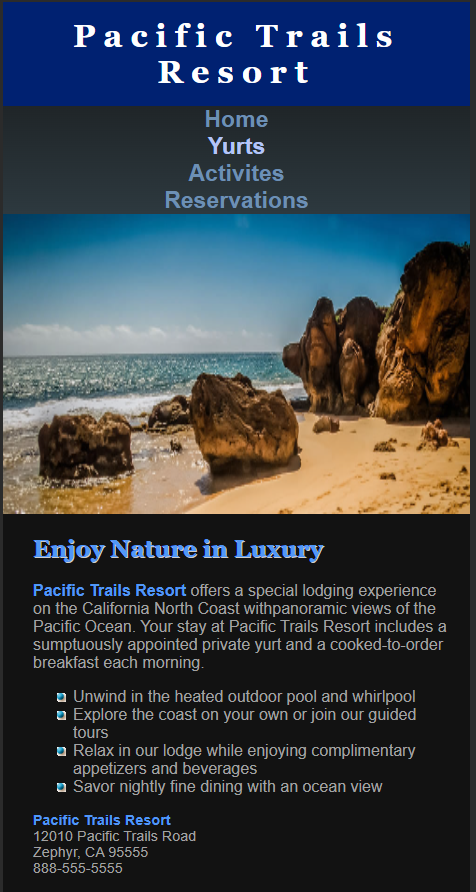 Pacific Trails
Resort
Home
Yurts
Activites
Reservations
Enjoy Nature in Luxury
Pacific Trails Resort offers a special lodging experience
on the California North Coast withpanoramic views of the
Pacific Ocean. Your stay at Pacific Trails Resort includes a
sumptuously appointed private yurt and a cooked-to-order
breakfast each morning.
Unwind in the heated outdoor pool and whirlpool
Explore the coast on your own or join our guided
tours
Relax in our lodge while enjoying complimentary
appetizers and beverages
Savor nightly fine dining with an ocean view
Pacific Trails Resort
12010 Pacific Trails Road
Zephyr, CA 95555
888-555-5555